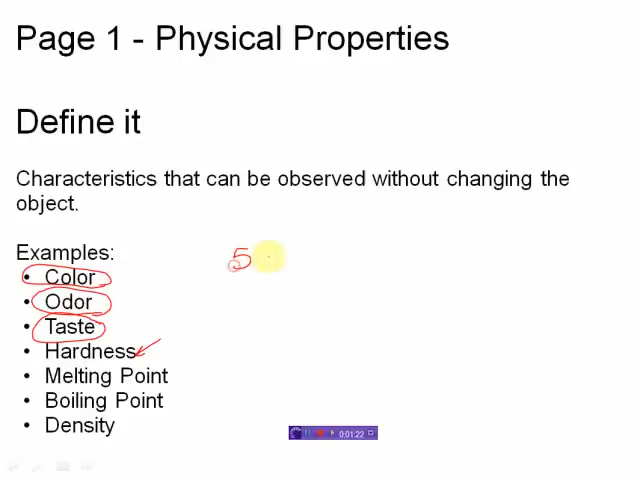 Page 1 - Physical Properties
Define it
Characteristics that can be observed without changing the
object.
Examples:
5
• Color
• Odor
• Taste
• Hardness
• Melting Point
• Boiling Point
• Density
0:01:22